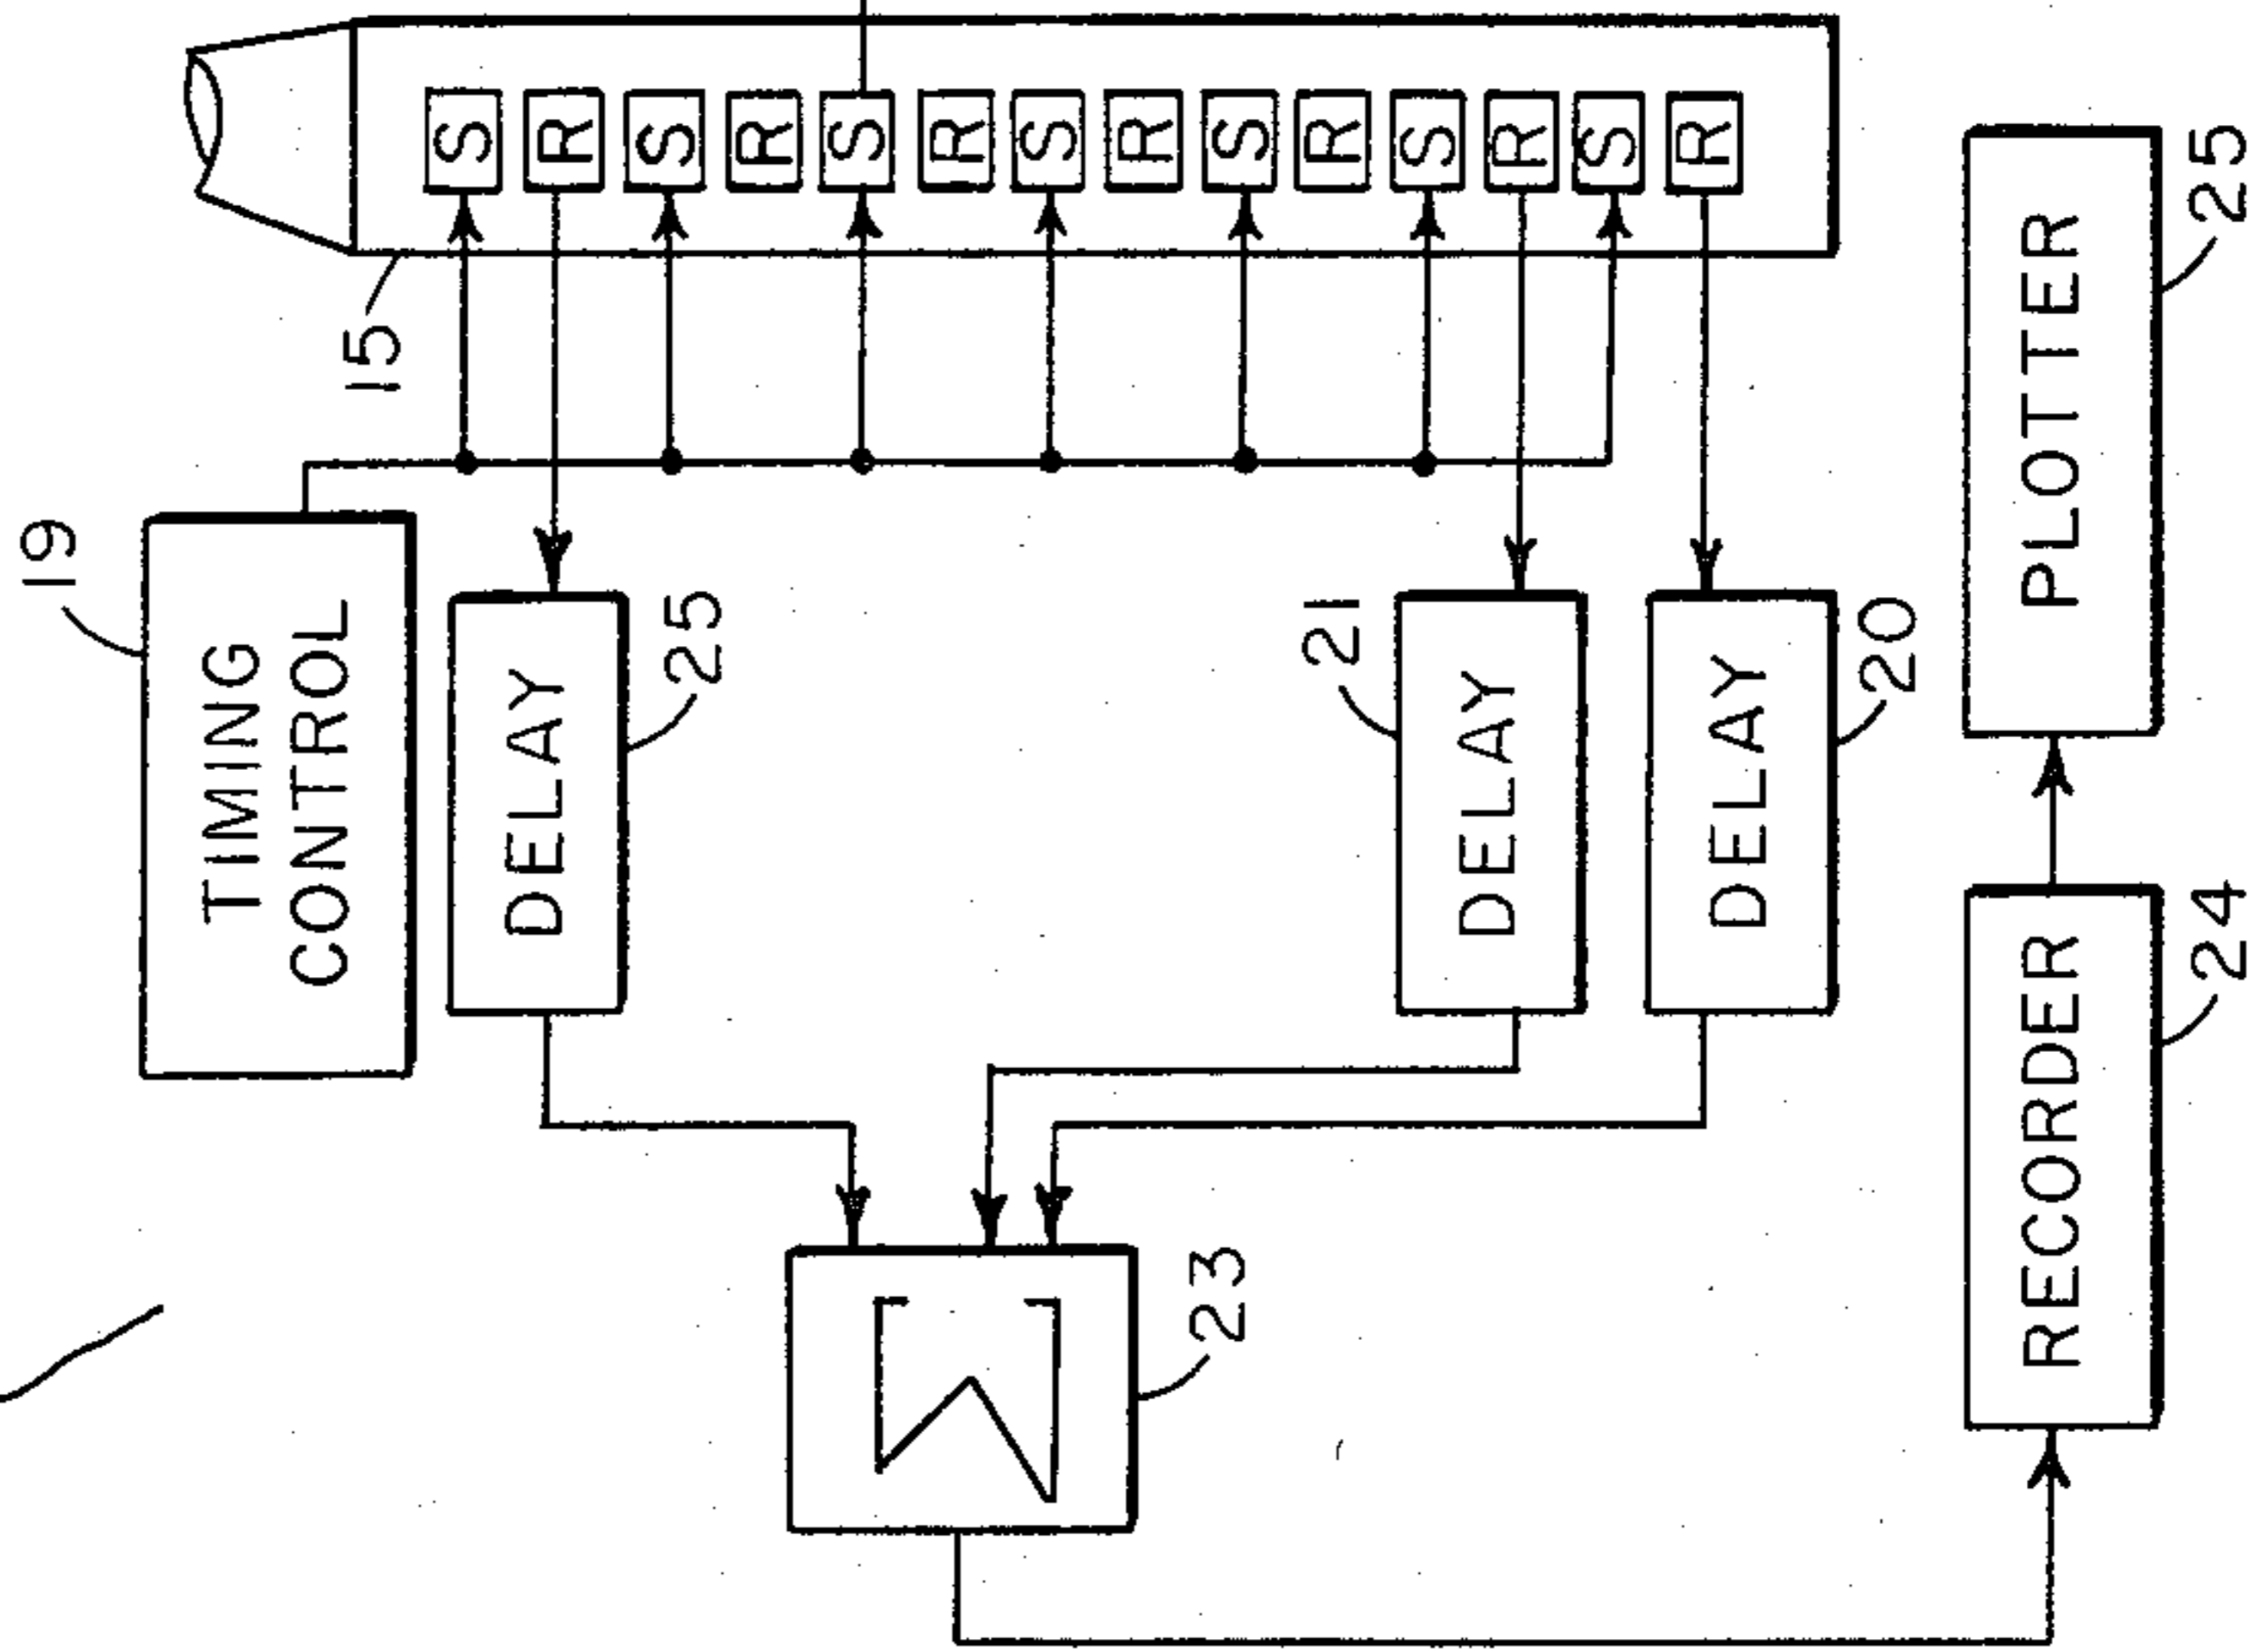 19
TIMING
CONTROL
15
S
R
S
R
S
R
S
R
S
R
S
R
S
R
DELAY
25
DELAY
21
DELAY
20
Σ
23
RECORDER
24
PLOTTER
25